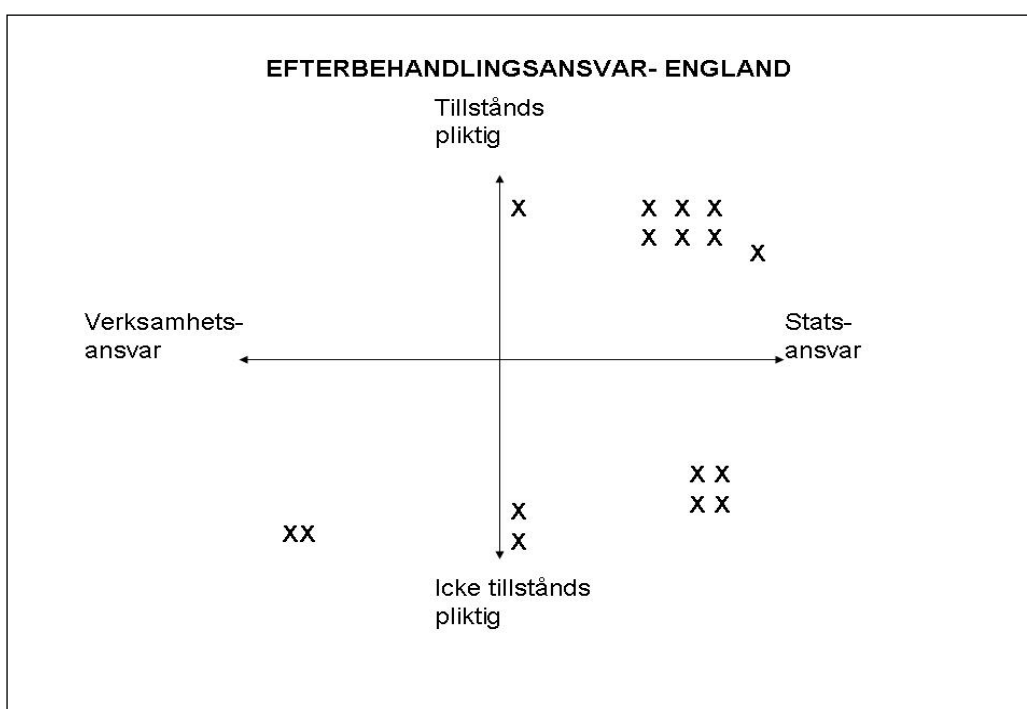 EFTERBEHANDLINGSANSVAR- ENGLAND
Tillstånds
pliktig
X X X X
X X X
X
Verksamhets-
ansvar
Stats-
ansvar
X X
X X X
XX X
Icke tillstånds
pliktig